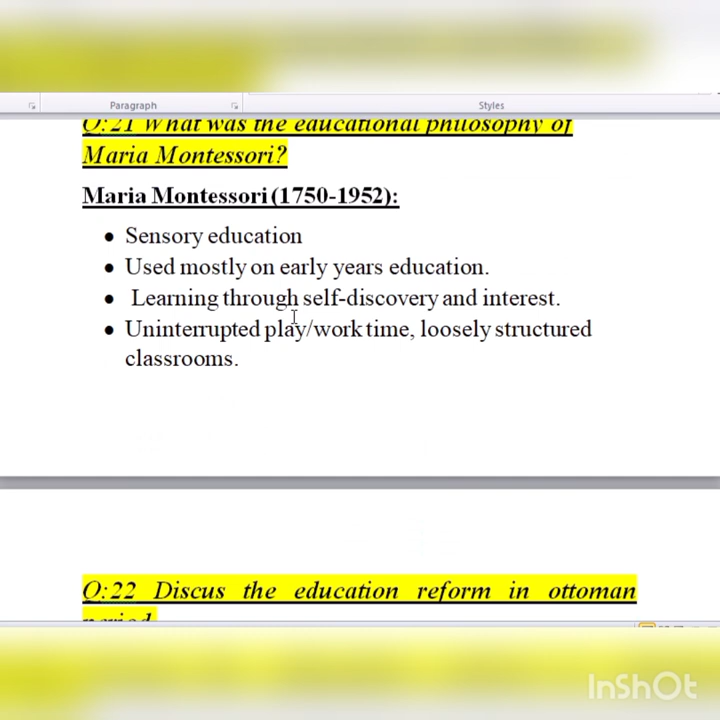 Paragraph
Styles
Q:21 What was the educational philosophy of
Maria Montessori?
Maria Montessori (1750-1952):
• Sensory education
• Used mostly on early years education.
• Learning through self-discovery and interest.
• Uninterrupted play/work time, loosely structured
classrooms.
Q:22 Discus the education reform in ottoman
period
InShOt